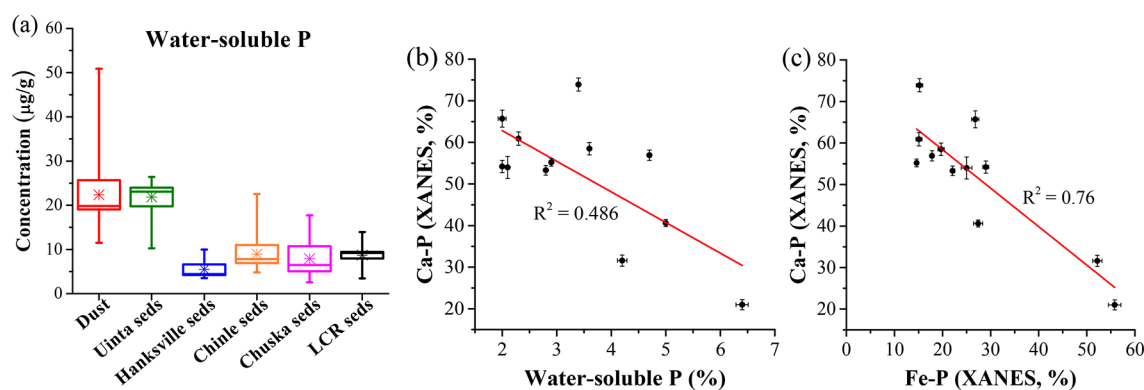 (a)
Water-soluble P
Concentration (μg/g)
60
50
40
30
20
10
0
Dust
Uinta seds
Hanksville seds
Chinle seds
Chuska seds
LCR seds
(b)
Ca-P (XANES, %)
80
70
60
50
40
30
20
R² = 0.486
2 3 4 5 6 7
Water-soluble P (%)
(c)
Ca-P (XANES, %)
80
70
60
50
40
30
20
R² = 0.76
10 20 30 40 50 60
Fe-P (XANES, %)